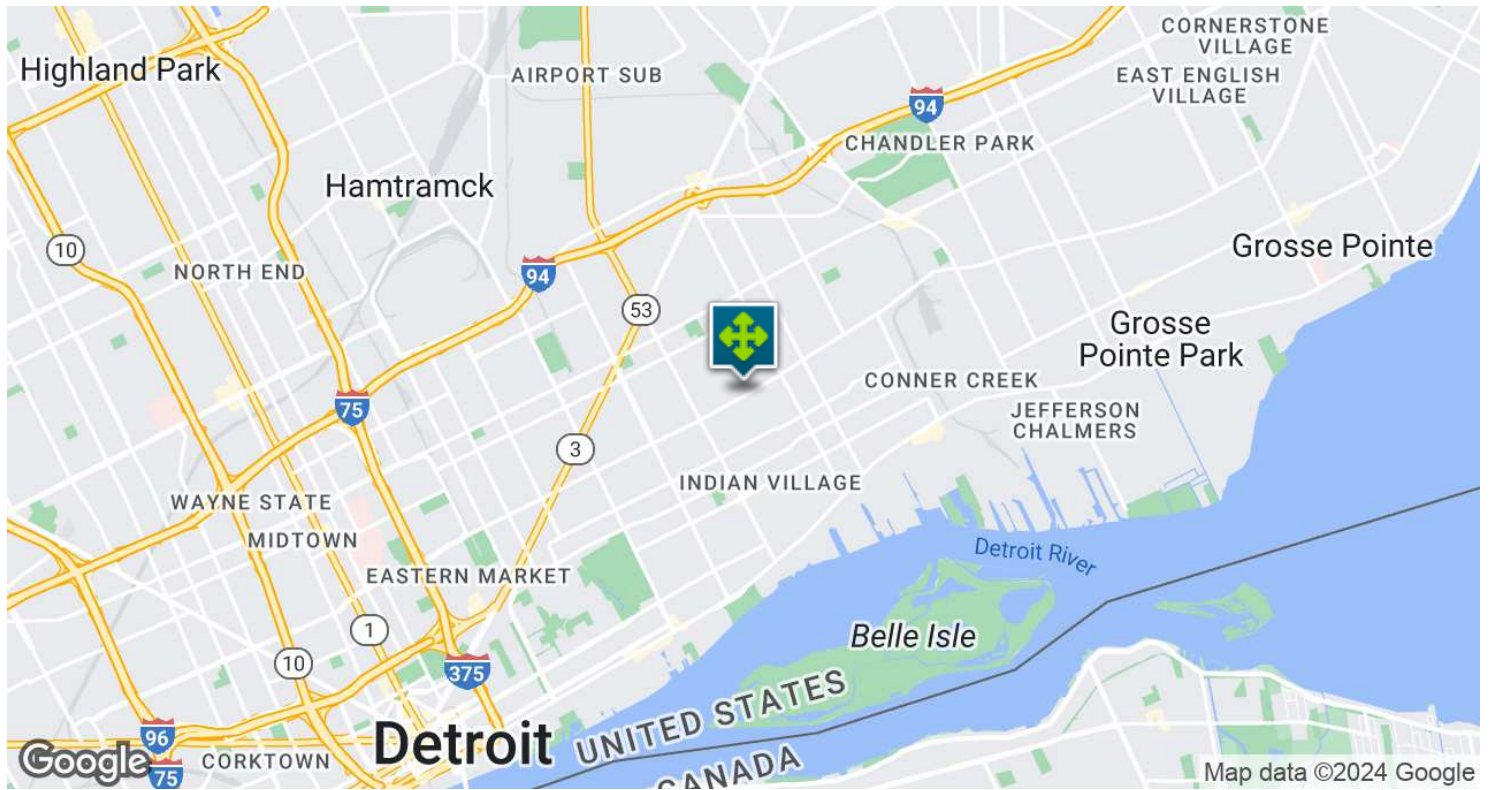 CORNERSTONE
VILLAGE
Highland Park
AIRPORT SUB
EAST ENGLISH
VILLAGE
94
CHANDLER PARK
Hamtramck
10
Grosse Pointe
NORTH END
94
53
Grosse
Pointe Park
CONNER CREEK
75
JEFFERSON
CHALMERS
3
INDIAN VILLAGE
WAYNE STATE
MIDTOWN
Detroit River
EASTERN MARKET
1
Belle Isle
10
375
UNITED STATES
96
Detroit
CORKTOWN
Google
75
CANADA
Map data ©2024 Google